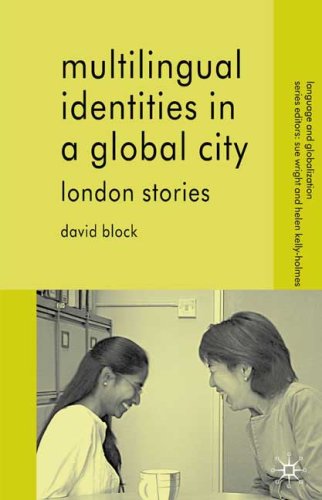 multilingual
identities in
a global city
london stories
david block
language and globalization
series editors: sue wright and helen kelly-holmes